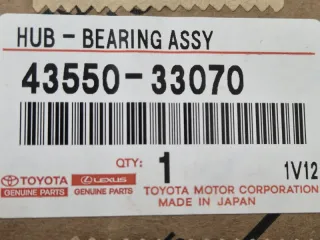 HUB - BEARING ASSY
43550-33070
QTY: 1
1V12
TOYOTA GENUINE PARTS
LEXUS GENUINE PARTS
TOYOTA MOTOR CORPORATION
MADE IN JAPAN